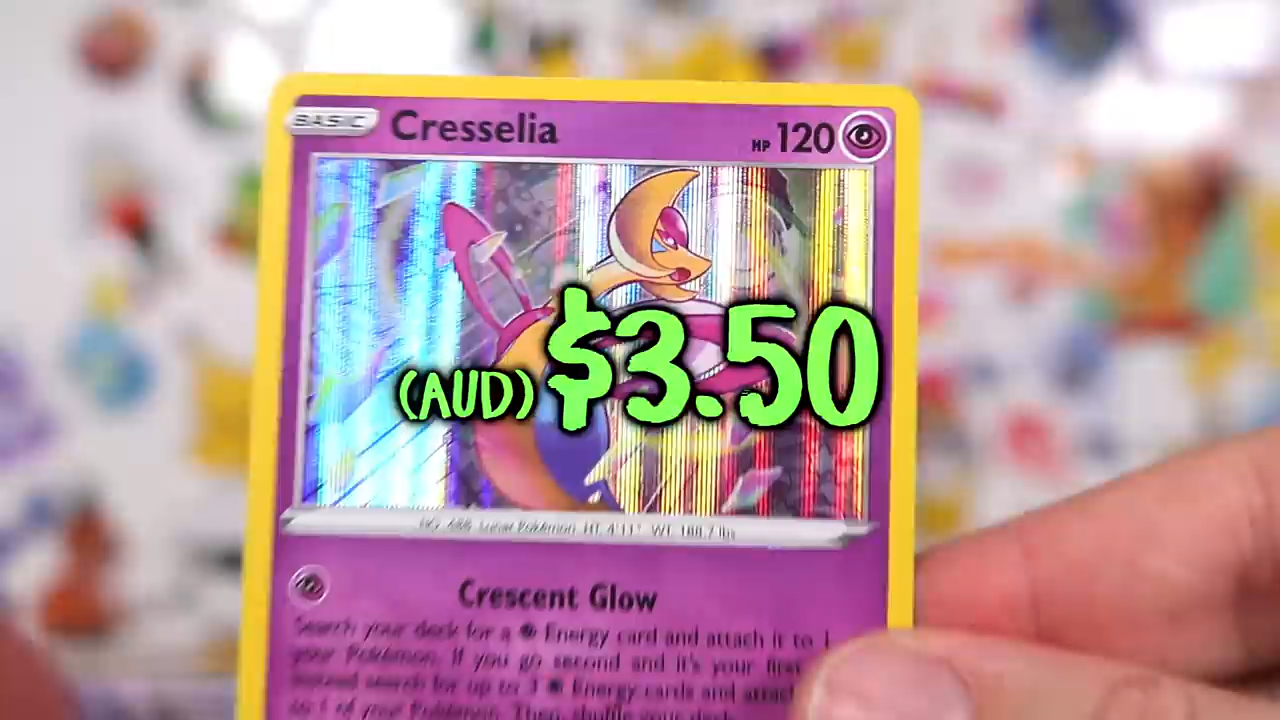 BASIC Cresselia HP 120
(AUD) $3.50
NO. 488 Lunar Pokémon HT: 4'11" WT: 188.7 lbs
Crescent Glow
Search your deck for a Energy card and attach it to 1
your Pokémon. If you go second and it's your first
instead search for up to 3 Energy cards and attach
to 1 of your Pokémon. Then, shuffle your deck.